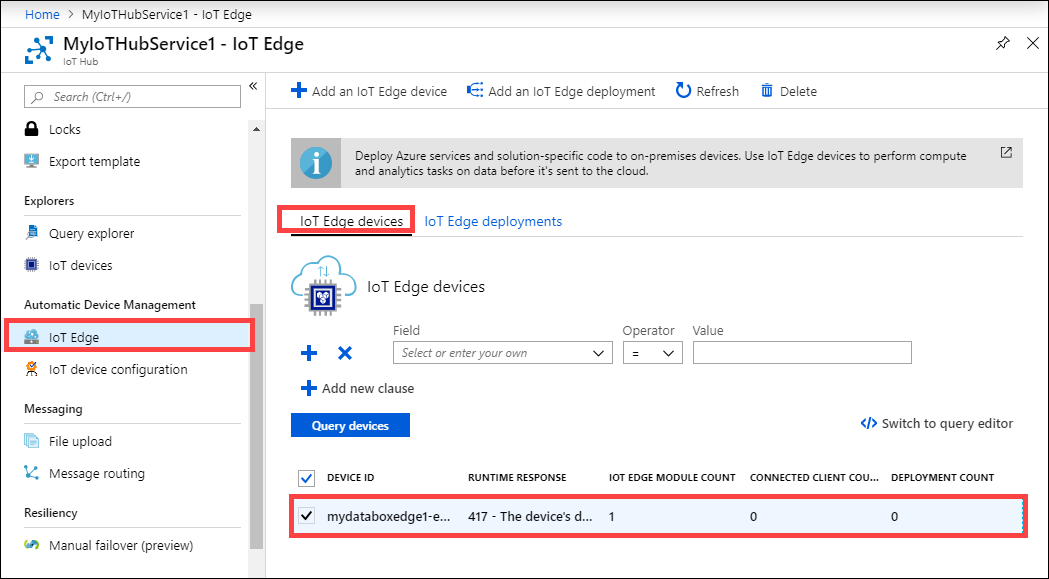 Home > MyIoTHubService1 - IoT Edge
MyIoTHubService1 - IoT Edge
IoT Hub
Search (Ctrl+/)
Locks
Export template
Explorers
Query explorer
IoT devices
Automatic Device Management
IoT Edge
IoT device configuration
Messaging
File upload
Message routing
Resiliency
Manual failover (preview)
Add an IoT Edge device Add an IoT Edge deployment Refresh Delete
Deploy Azure services and solution-specific code to on-premises devices. Use IoT Edge devices to perform compute
and analytics tasks on data before it's sent to the cloud.
IoT Edge devices IoT Edge deployments
IoT Edge devices
Field Operator Value
Select or enter your own =
Add new clause
Query devices </> Switch to query editor
DEVICE ID RUNTIME RESPONSE IOT EDGE MODULE COUNT CONNECTED CLIENT COU... DEPLOYMENT COUNT
mydataboxedge1-e... 417 - The device's d... 1 0 0